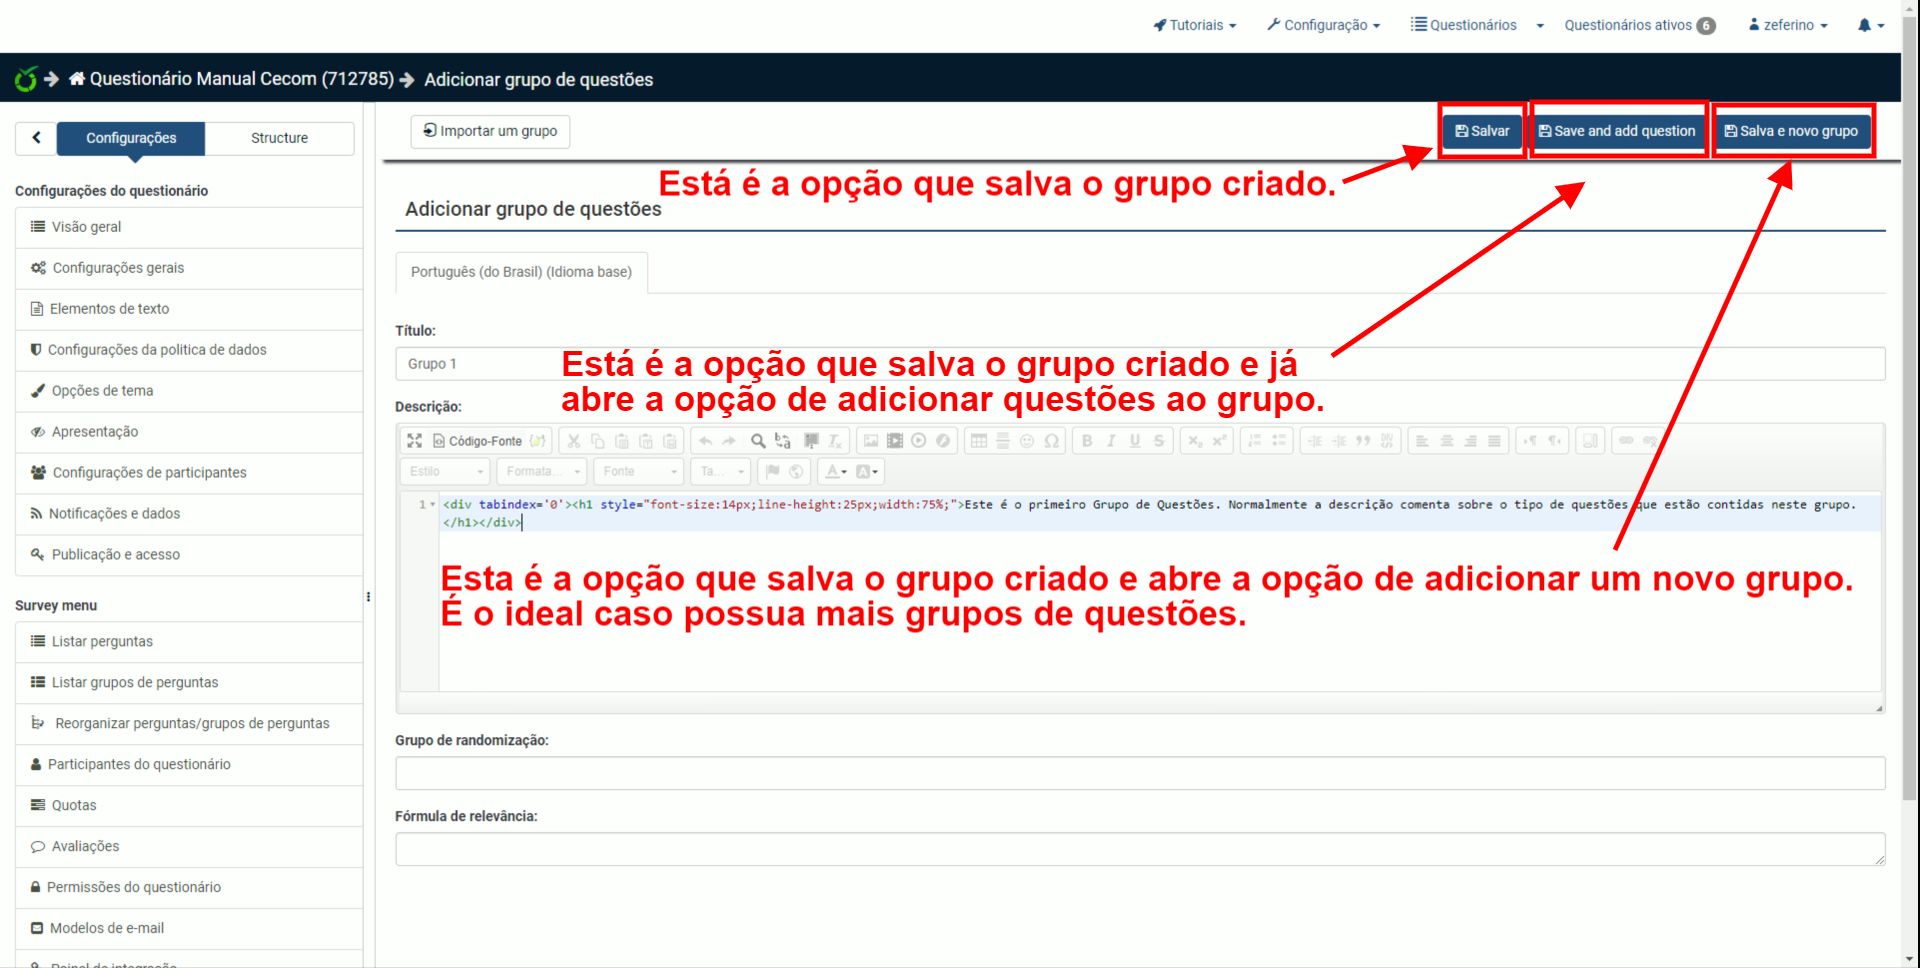 Tutoriais
Configuração
Questionários
Questionários ativos 6
zeferino
Questionário Manual Cecom (712785)
Adicionar grupo de questões
Configurações
Structure
Importar um grupo
Salvar
Save and add question
Salva e novo grupo
Está é a opção que salva o grupo criado.
Configurações do questionário
Visão geral
Configurações gerais
Elementos de texto
Configurações da politica de dados
Opções de tema
Apresentação
Configurações de participantes
Notificações e dados
Publicação e acesso
Survey menu
Listar perguntas
Listar grupos de perguntas
Reorganizar perguntas/grupos de perguntas
Participantes do questionário
Quotas
Avaliações
Permissões do questionário
Modelos de e-mail
Painel de integração
Adicionar grupo de questões
Português (do Brasil) (Idioma base)
Título:
Grupo 1
Está é a opção que salva o grupo criado e já
abre a opção de adicionar questões ao grupo.
Descrição:
Código-Fonte
Estilo
Formata...
Fonte
Ta...
1 <div tabindex='0'><h1 style="font-size:14px;line-height:25px;width:75%;">Este é o primeiro Grupo de Questões. Normalmente a descrição comenta sobre o tipo de questões que estão contidas neste grupo.
</h1></div>
Esta é a opção que salva o grupo criado e abre a opção de adicionar um novo grupo.
É o ideal caso possua mais grupos de questões.
Grupo de randomização:
Fórmula de relevância: